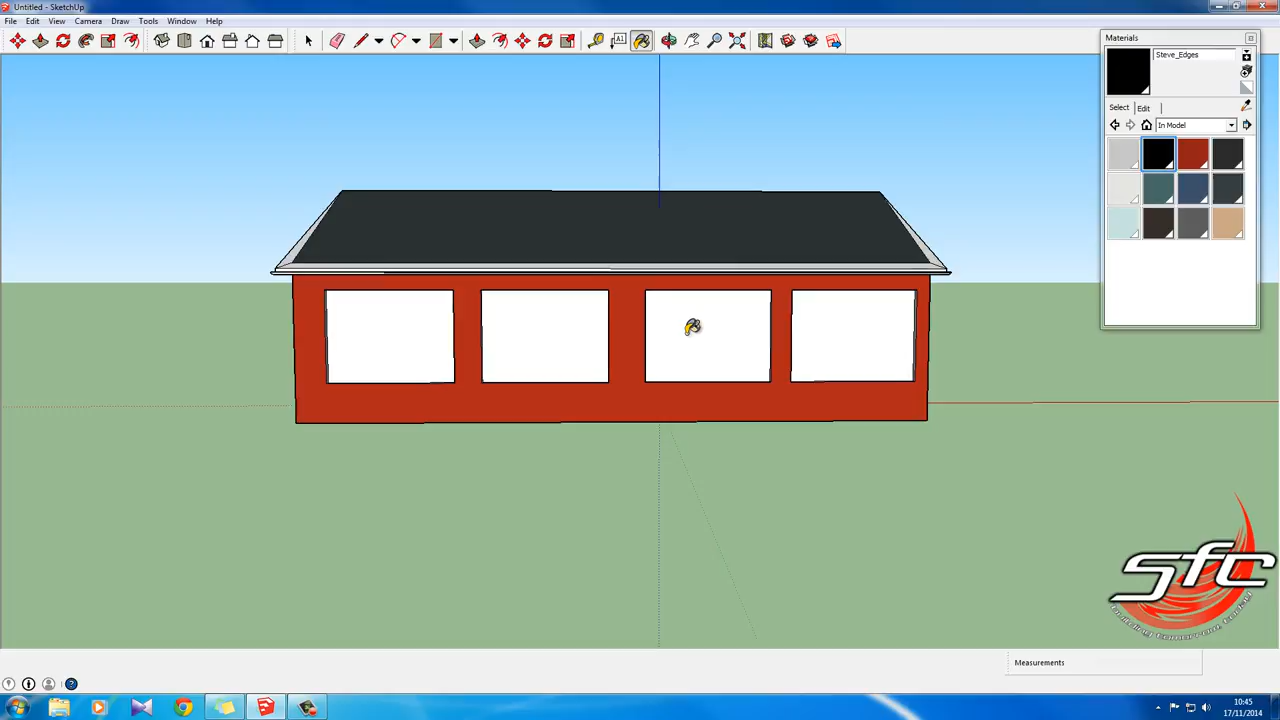 Untitled - SketchUp
File Edit View Camera Draw Tools Window Help
A1
Materials
Steve_Edges
Select Edit
In Model
sfc
Measurements
10:45
17/11/2014